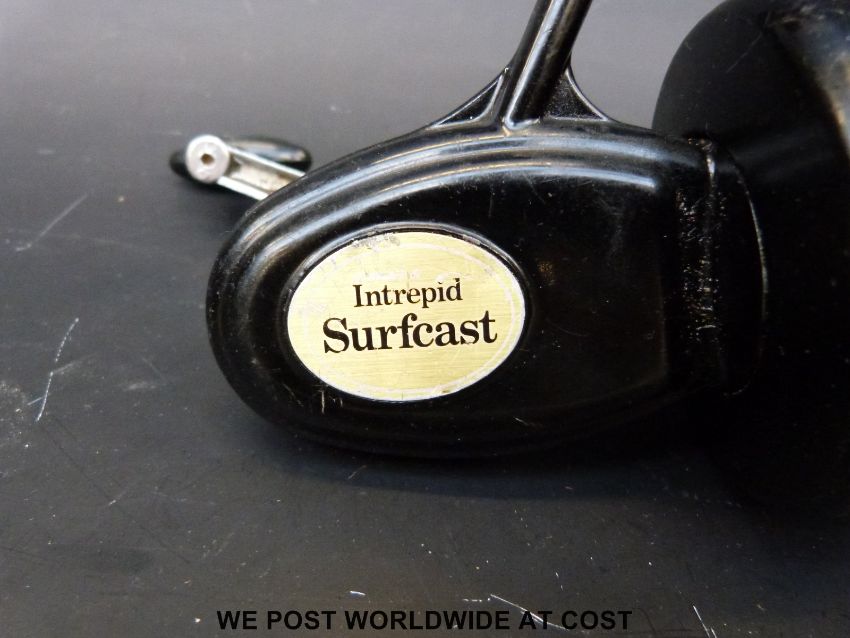 Intrepid
Surfcast
WE POST WORLDWIDE AT COST